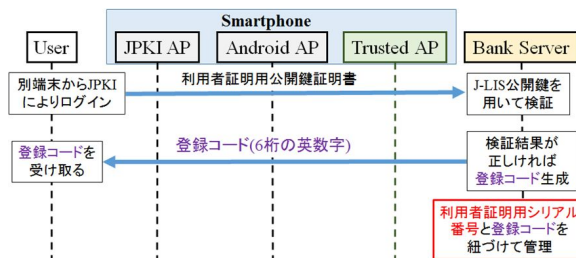 Smartphone
User
JPKI AP
Android AP
Trusted AP
Bank Server
別端末からJPKI
によりログイン
利用者証明用公開鍵証明書
J-LIS公開鍵を
用いて検証
登録コードを
受け取る
登録コード(6桁の英数字)
検証結果が
正しければ
登録コード生成
利用者証明用シリアル
番号と登録コードを
紐づけて管理